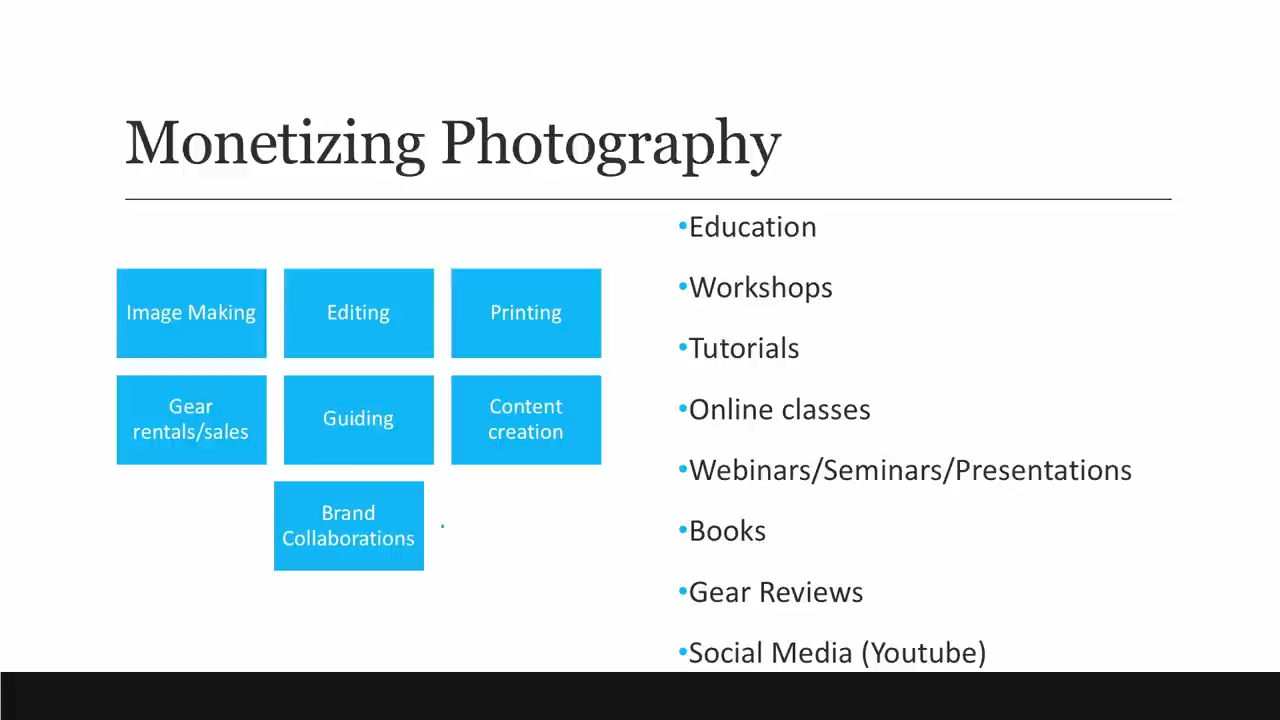 Monetizing Photography
Image Making
Editing
Printing
Gear
rentals/sales
Guiding
Content
creation
Brand
Collaborations
•Education
•Workshops
•Tutorials
•Online classes
•Webinars/Seminars/Presentations
•Books
•Gear Reviews
•Social Media (Youtube)